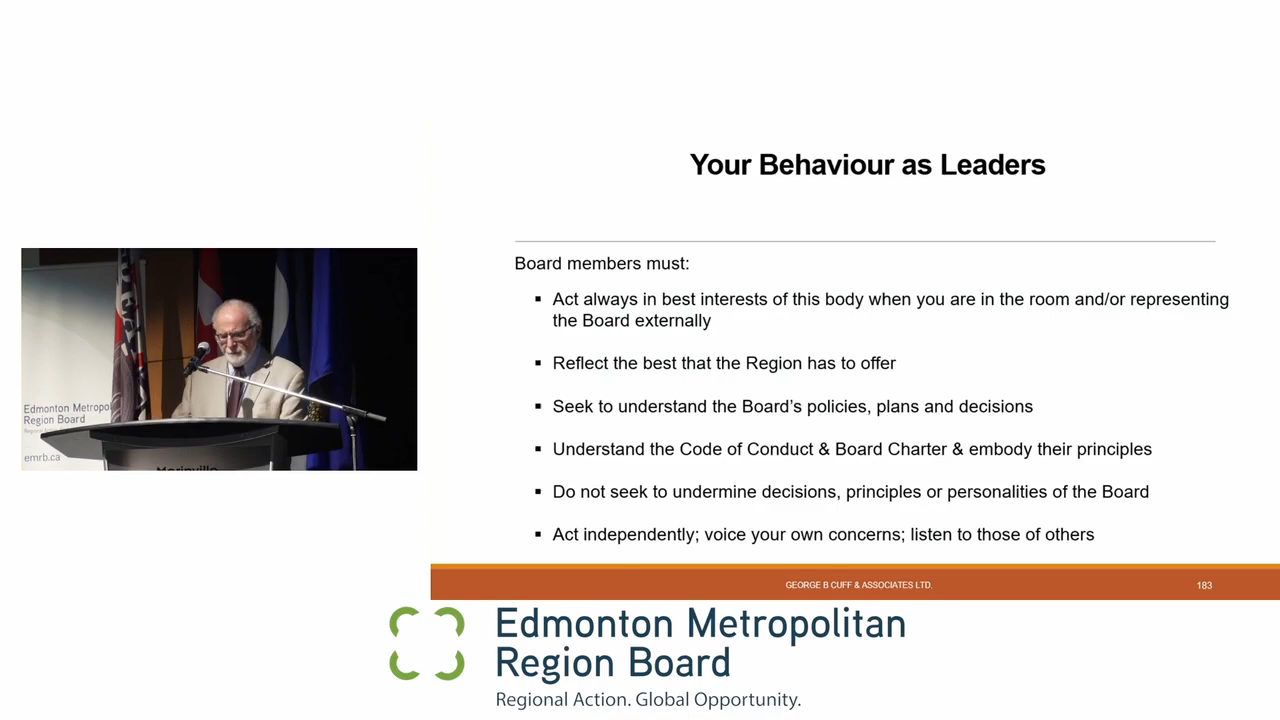 Your Behaviour as Leaders
Board members must:
▪ Act always in best interests of this body when you are in the room and/or representing
the Board externally
▪ Reflect the best that the Region has to offer
▪ Seek to understand the Board’s policies, plans and decisions
▪ Understand the Code of Conduct & Board Charter & embody their principles
▪ Do not seek to undermine decisions, principles or personalities of the Board
▪ Act independently; voice your own concerns; listen to those of others
GEORGE B CUFF & ASSOCIATES LTD.
183
Edmonton Metropol
Region Board
emrb.ca
Morinville
Edmonton Metropolitan
Region Board
Regional Action. Global Opportunity.